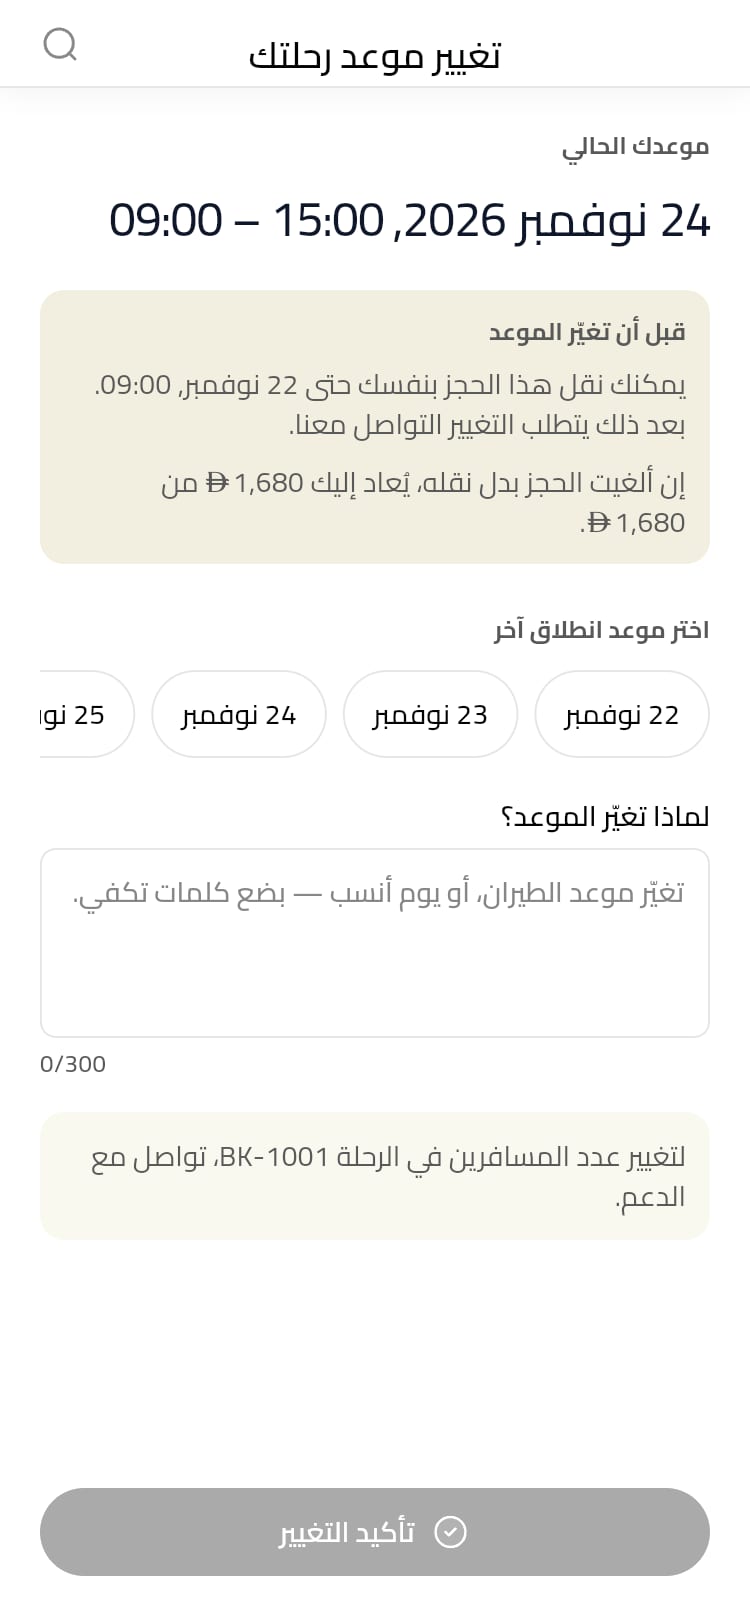 تغيير موعد رحلتك
موعدك الحالي
24 نوفمبر 2026, 15:00 – 09:00
قبل أن تغيّر الموعد
يمكنك نقل هذا الحجز بنفسك حتى 22 نوفمبر, 09:00.
بعد ذلك يتطلب التغيير التواصل معنا.
إن ألغيت الحجز بدل نقله، يُعاد إليك 1,680 من
1,680.
اختر موعد انطلاق آخر
22 نوفمبر
23 نوفمبر
24 نوفمبر
25
لماذا تغيّر الموعد؟
تغيّر موعد الطيران، أو يوم أنسب — بضع كلمات تكفي.
0/300
لتغيير عدد المسافرين في الرحلة BK-1001، تواصل مع
الدعم.
تأكيد التغيير